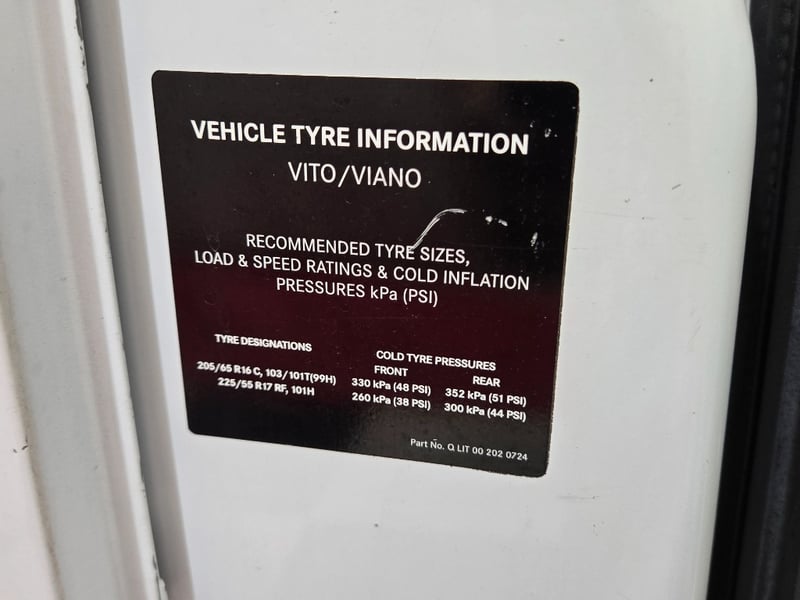 VEHICLE TYRE INFORMATION
VITO/VIANO
RECOMMENDED TYRE SIZES,
LOAD & SPEED RATINGS & COLD INFLATION
PRESSURES kPa (PSI)
TYRE DESIGNATIONS
COLD TYRE PRESSURES
FRONT REAR
205/65 R16 C, 103/101T(99H) 330 kPa (48 PSI) 352 kPa (51 PSI)
225/55 R17 RF, 101H 260 kPa (38 PSI) 300 kPa (44 PSI)
Part No. Q LIT 00 202 0724